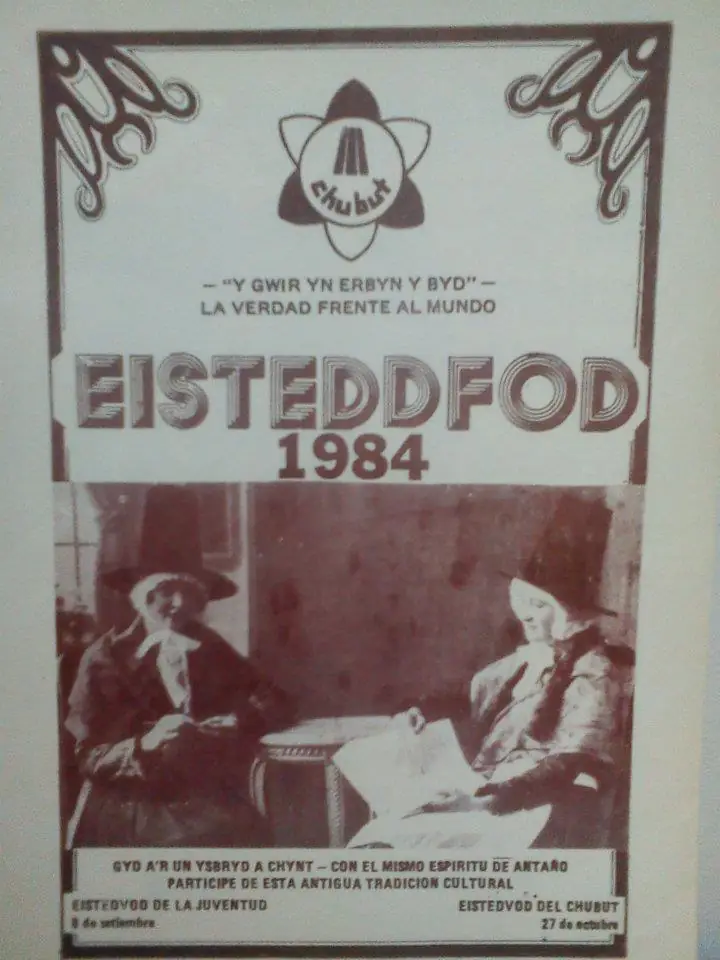 chubut
— "Y GWIR YN ERBYN Y BYD" —
LA VERDAD FRENTE AL MUNDO
EISTEDDFOD
1984
GYD A'R UN YSBRYD A CHYNT — CON EL MISMO ESPIRITU DE ANTAÑO
PARTICIPE DE ESTA ANTIGUA TRADICION CULTURAL
EISTEDVOD DE LA JUVENTUD
8 de setiembre
EISTEDVOD DEL CHUBUT
27 de octubre